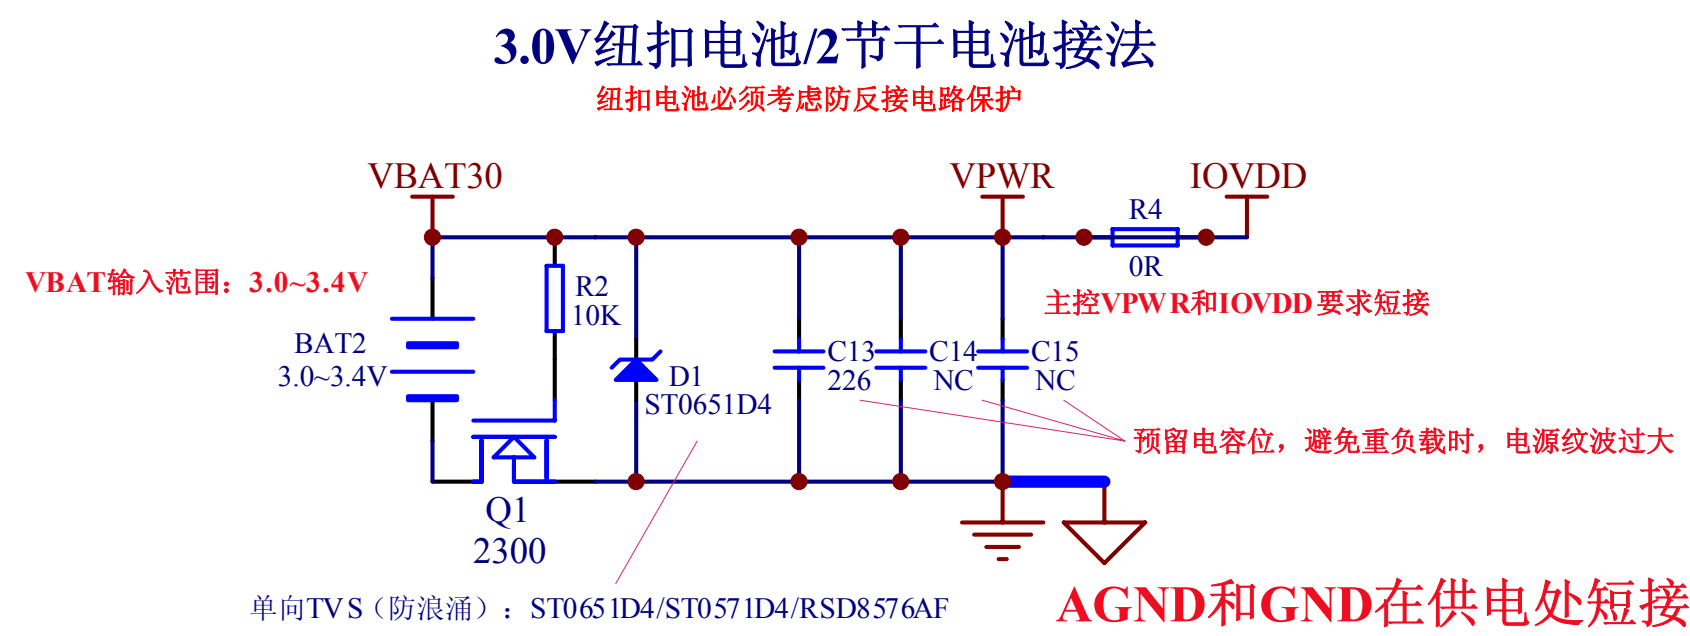 3.0V纽扣电池/2节干电池接法
纽扣电池必须考虑防反接电路保护
VBAT30
VPWR
IOVDD
R4
0R
VBAT输入范围：3.0~3.4V
R2
10K
主控VPWR和IOVDD要求短接
BAT2
3.0~3.4V
D1
ST0651D4
C13
226
C14
NC
C15
NC
预留电容位，避免重负载时，电源纹波过大
Q1
2300
单向TVS（防浪涌）：ST0651D4/ST0571D4/RSD8576AF
AGND和GND在供电处短接